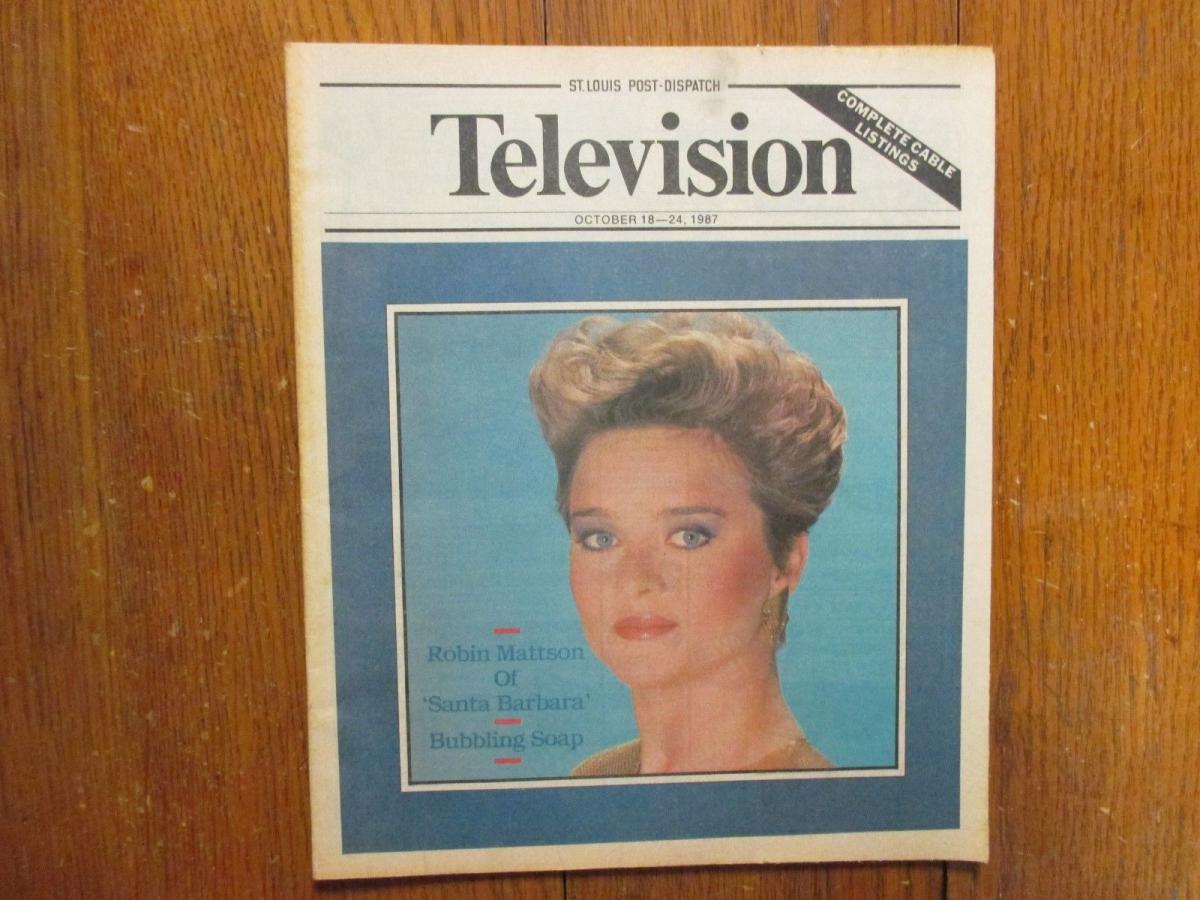 ST. LOUIS POST-DISPATCH
Television
COMPLETE CABLE
LISTINGS
OCTOBER 18—24, 1987
Robin Mattson
Of
'Santa Barbara'
Bubbling Soap